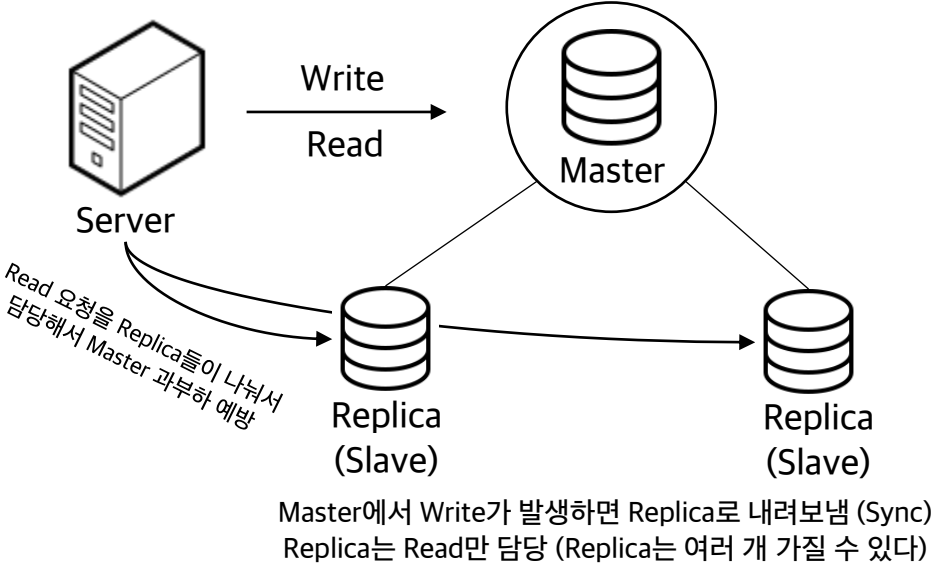 Write
Read
Master
Server
Read 요청을 Replica들이 나눠서
담당해서 Master 과부하 예방
Replica
(Slave)
Replica
(Slave)
Master에서 Write가 발생하면 Replica로 내려보냄 (Sync)
Replica는 Read만 담당 (Replica는 여러 개 가질 수 있다)